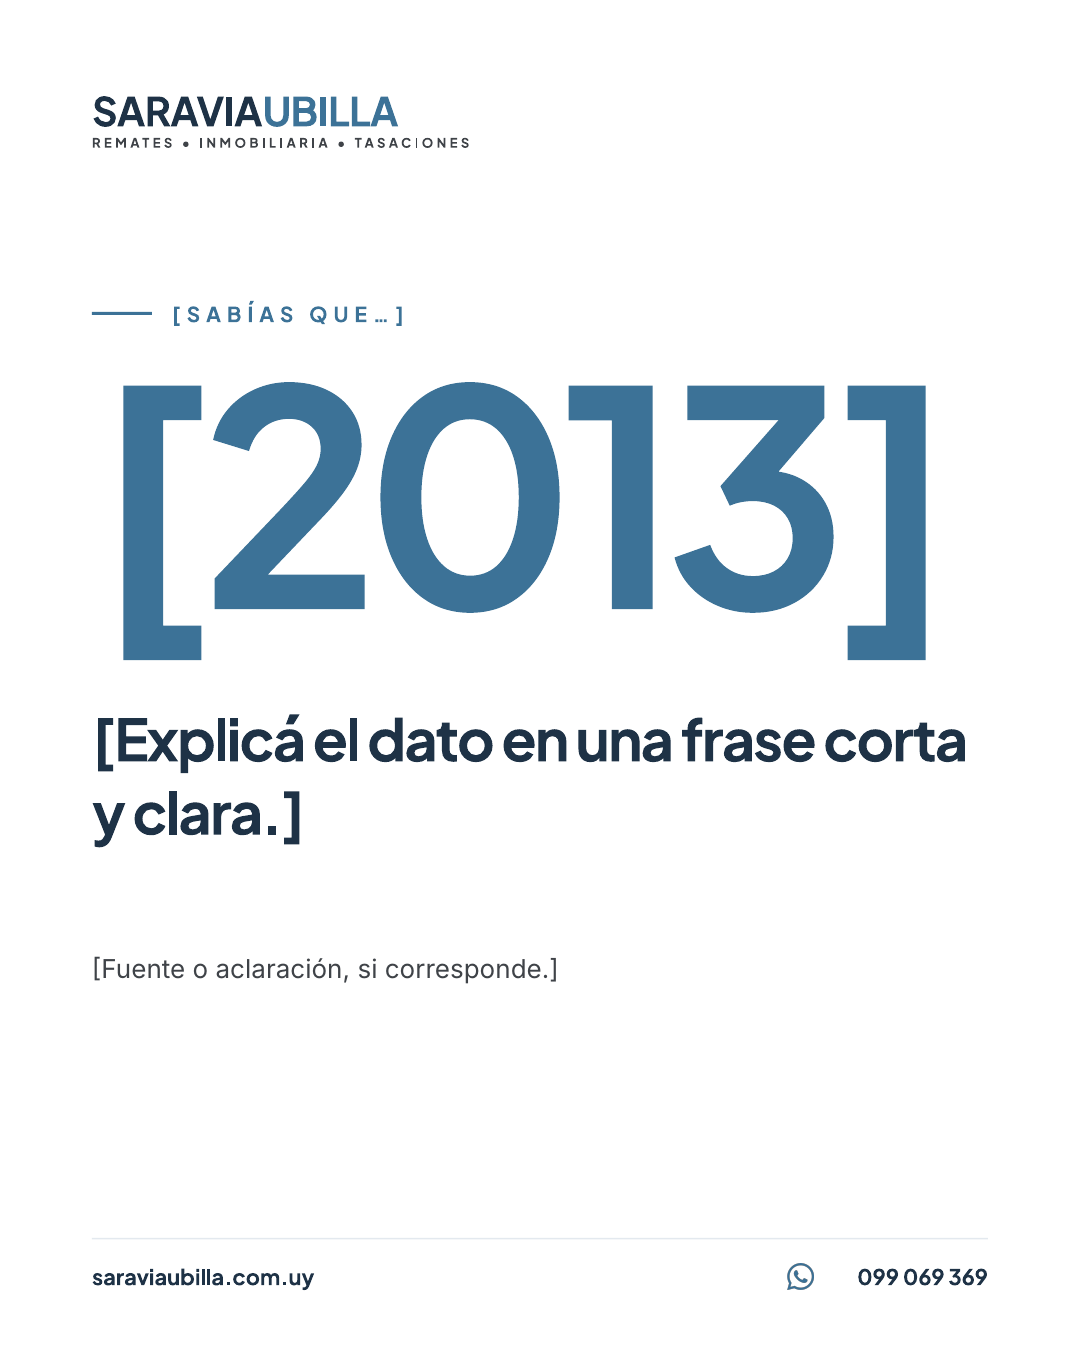 SARAVIAUBILLA
REMATES • INMOBILIARIA • TASACIONES
[SABÍAS QUE…]
[2013]
[Explicá el dato en una frase corta
y clara.]
[Fuente o aclaración, si corresponde.]
saraviaubilla.com.uy
099 069 369